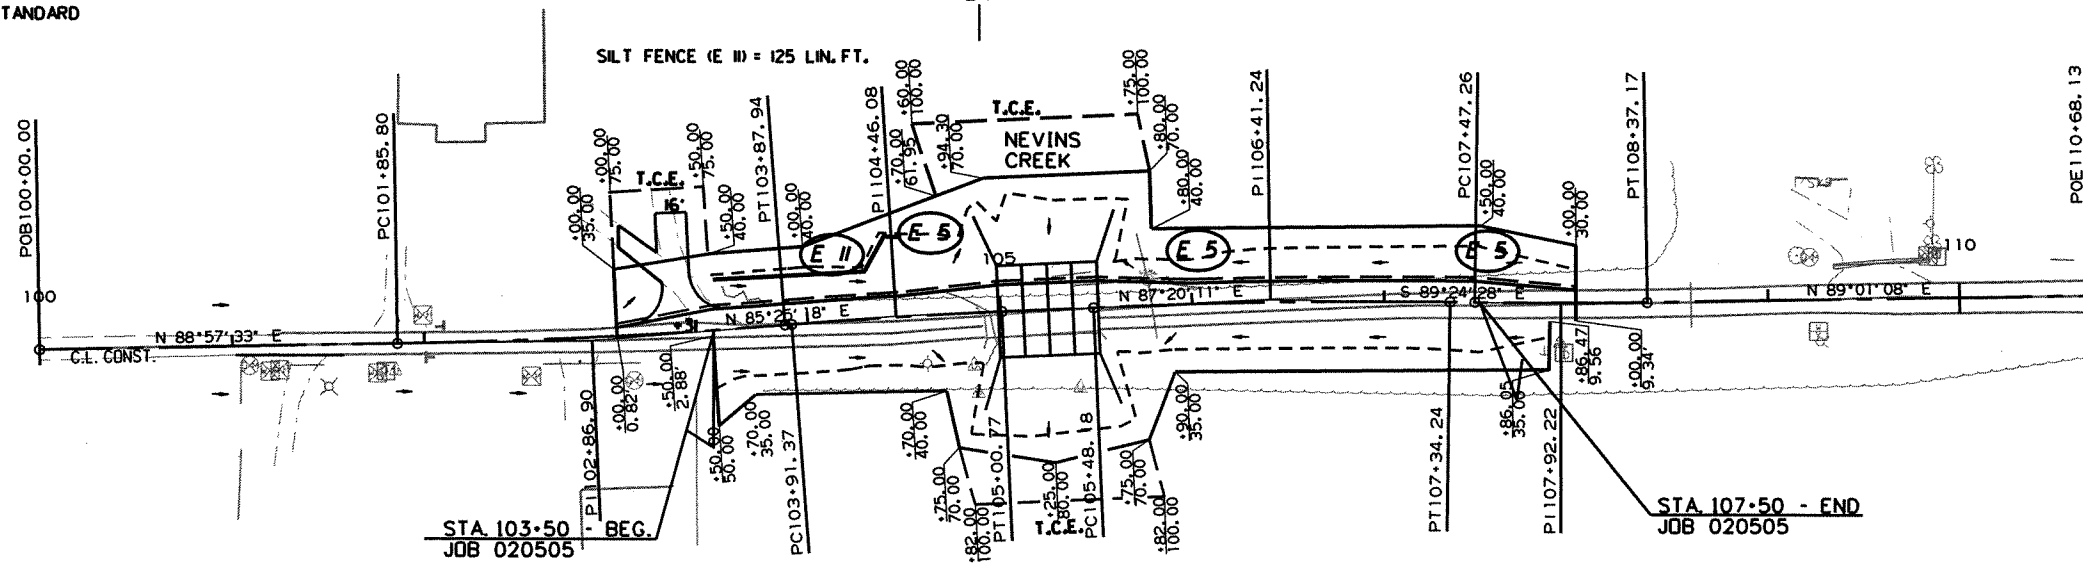 TANDARD
SILT FENCE (E 11) = 125 LIN. FT.
POB100+00.00
PC101+85.80
+00.00
35.00
+00.00
75.00
T.C.E.
16'
+50.00
75.00
+50.00
40.00
PT103+87.94
+00.00
40.00
E 11
PI104+46.08
+60.00
100.00
+70.00
61.95
+94.30
70.00
E 5
T.C.E.
NEVINS
CREEK
+75.00
100.00
+80.00
70.00
+80.00
40.00
E 5
PI106+41.24
PC107+47.26
+50.00
40.00
E 5
+00.00
30.00
PT108+37.17
110
POE110+68.13
100
105
N 88°57'33" E
C.L. CONST.
N 87°20'11" E
S 89°24'28" E
N 89°01'08" E
PI102+86.90
+00.00
0.82'
+50.00
2.88'
+50.00
50.00
+70.00
35.00
PC103+91.37
+70.00
40.00
+75.00
70.00
+82.00
100.00
PT105+00.77
+25.00
80.00
T.C.E.
+75.00
70.00
+82.00
100.00
+90.00
35.00
PT107+34.24
+86.05
35.00
PI107+92.22
+86.47
9.56
+00.00
9.34'
STA. 103+50 - BEG.
JOB 020505
STA. 107+50 - END
JOB 020505